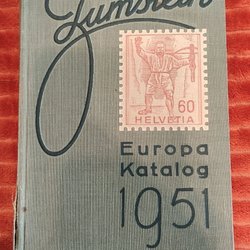 Zumstein
60
HELVETIA
Europa
Katalog
1951